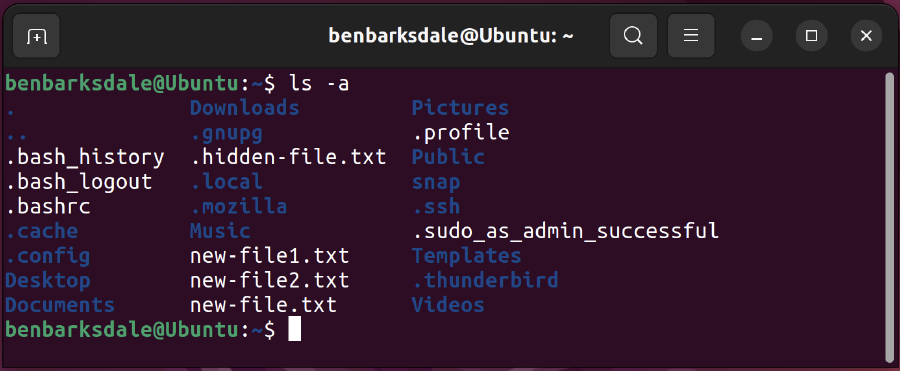 benbarksdale@Ubuntu: ~
benbarksdale@Ubuntu:~$ ls -a
. Downloads Pictures
.. .gnupg .profile
.bash_history .hidden-file.txt Public
.bash_logout .local snap
.bashrc .mozilla .ssh
.cache Music .sudo_as_admin_successful
.config new-file1.txt Templates
Desktop new-file2.txt .thunderbird
Documents new-file.txt Videos
benbarksdale@Ubuntu:~$